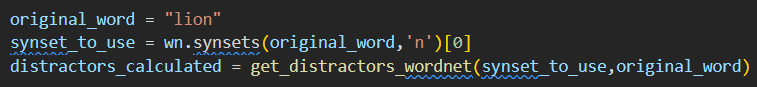 original_word = "lion"
synset_to_use = wn.synsets(original_word,'n')[0]
distractors_calculated = get_distractors_wordnet(synset_to_use,original_word)